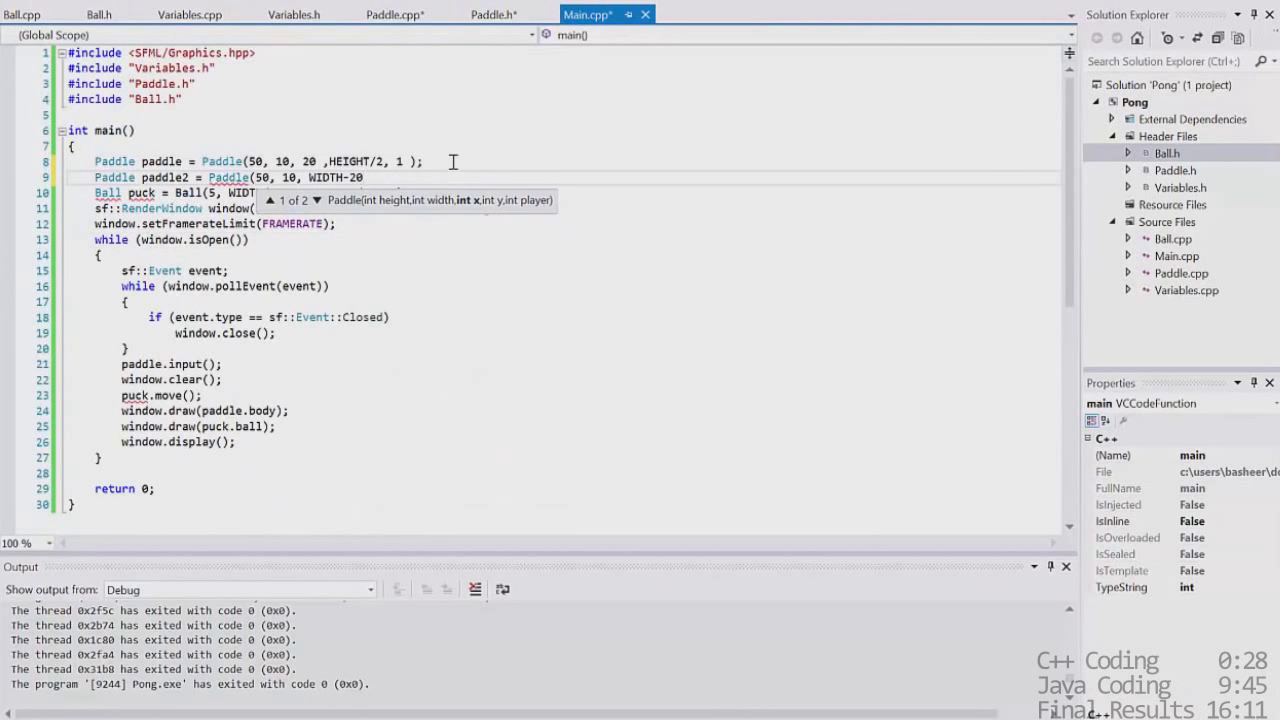 Ball.cpp Ball.h Variables.cpp Variables.h Paddle.cpp* Paddle.h* Main.cpp*
(Global Scope) main()
1 #include <SFML/Graphics.hpp>
2 #include "Variables.h"
3 #include "Paddle.h"
4 #include "Ball.h"
5
6 int main()
7 {
8 Paddle paddle = Paddle(50, 10, 20 ,HEIGHT/2, 1 );
9 Paddle paddle2 = Paddle(50, 10, WIDTH-20
10 Ball puck = Ball(5, WIDT
▲ 1 of 2 ▼ Paddle(int height,int width,int x,int y,int player)
11 sf::RenderWindow window(
12 window.setFramerateLimit(FRAMERATE);
13 while (window.isOpen())
14 {
15 sf::Event event;
16 while (window.pollEvent(event))
17 {
18 if (event.type == sf::Event::Closed)
19 window.close();
20 }
21 paddle.input();
22 window.clear();
23 puck.move();
24 window.draw(paddle.body);
25 window.draw(puck.ball);
26 window.display();
27 }
28
29 return 0;
30 }
100 %
Output
Show output from: Debug
The thread 0x2f5c has exited with code 0 (0x0).
The thread 0x2b74 has exited with code 0 (0x0).
The thread 0x1c80 has exited with code 0 (0x0).
The thread 0x2fa4 has exited with code 0 (0x0).
The thread 0x31b8 has exited with code 0 (0x0).
The program '[9244] Pong.exe' has exited with code 0 (0x0).
Solution Explorer
Search Solution Explorer (Ctrl+;)
Solution 'Pong' (1 project)
Pong
External Dependencies
Header Files
Ball.h
Paddle.h
Variables.h
Resource Files
Source Files
Ball.cpp
Main.cpp
Paddle.cpp
Variables.cpp
Properties
main VCCodeFunction
C++
(Name) main
File c:\users\basheer\de
FullName main
IsInjected False
IsInline False
IsOverloaded False
IsSealed False
IsTemplate False
TypeString int
C++ Coding 0:28
Java Coding 9:45
Final Results 16:11
C++